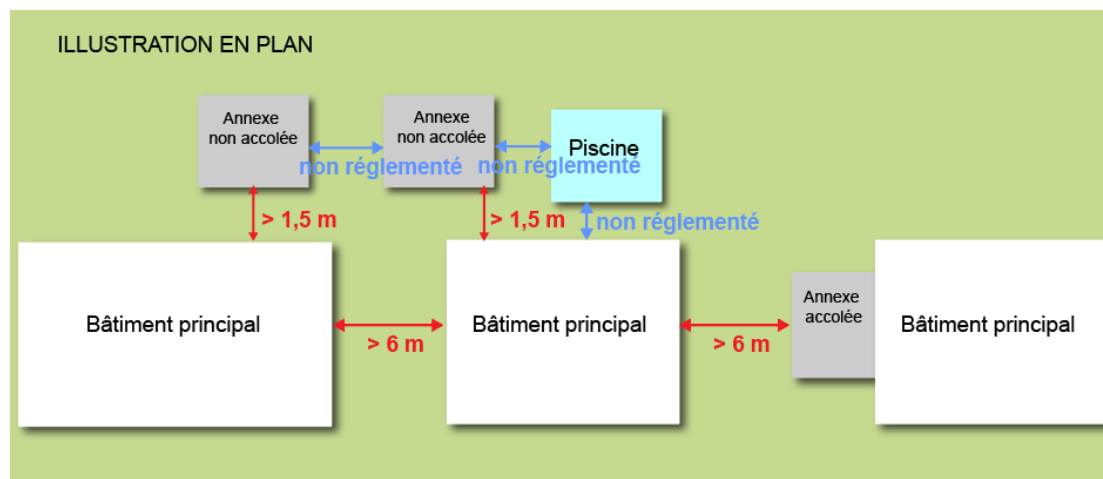 ILLUSTRATION EN PLAN
Annexe
non accolée
Annexe
non accolée
Piscine
non réglementé
non réglementé
> 1,5 m
> 1,5 m
non réglementé
Bâtiment principal
> 6 m
Bâtiment principal
> 6 m
Annexe
accolée
Bâtiment principal